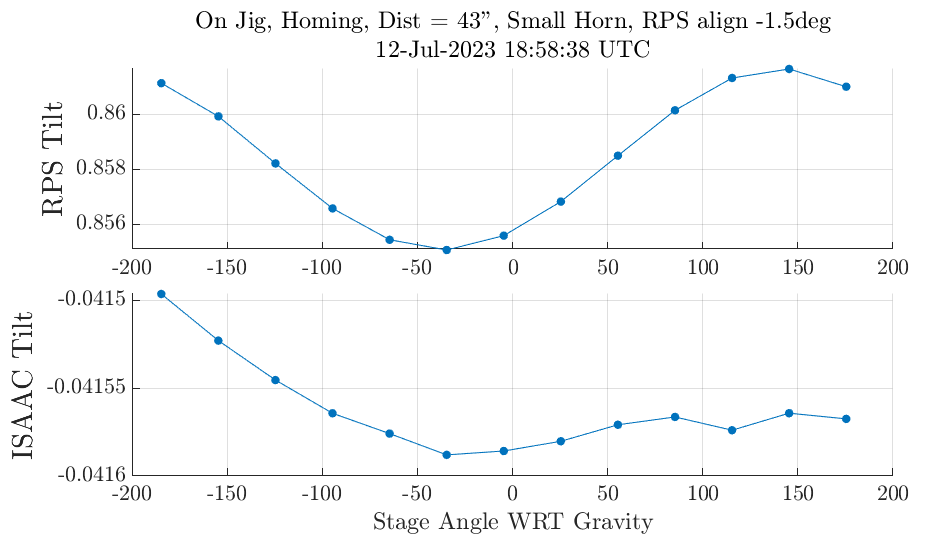 On Jig, Homing, Dist = 43”, Small Horn, RPS align -1.5deg
12-Jul-2023 18:58:38 UTC
RPS Tilt
0.86
0.858
0.856
-200 -150 -100 -50 0 50 100 150 200
ISAAC Tilt
-0.0415
-0.04155
-0.0416
-200 -150 -100 -50 0 50 100 150 200
Stage Angle WRT Gravity